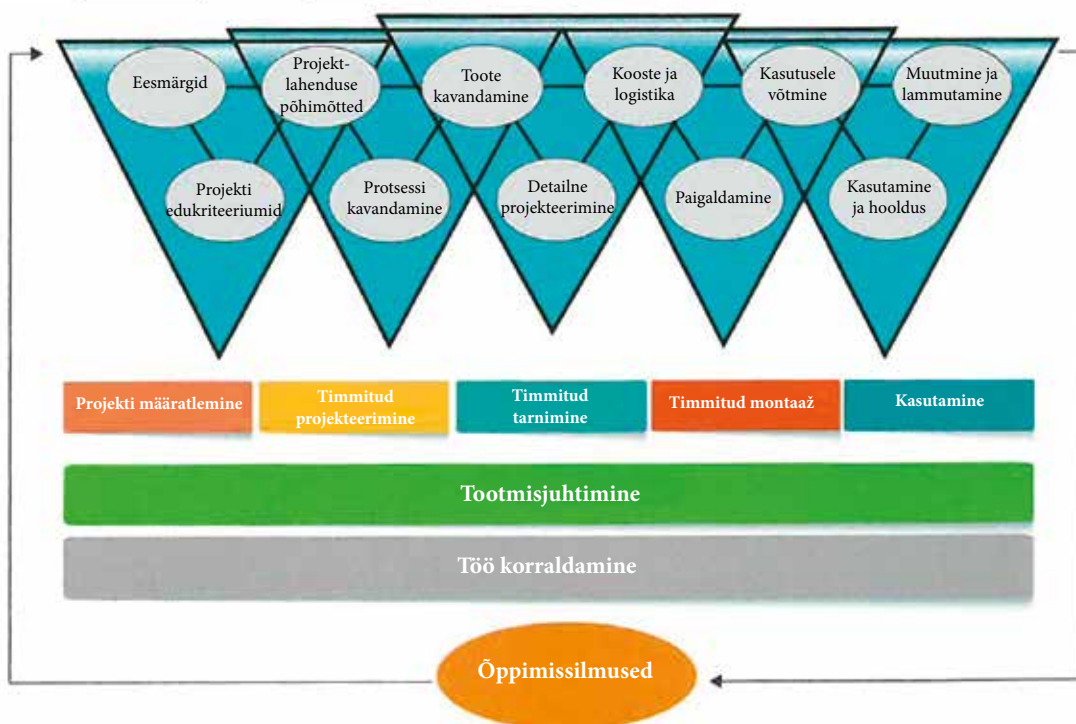 Eesmärgid
Projekt-
lahenduse
põhimõtted
Toote
kavandamine
Kooste ja
logistika
Kasutusele
võtmine
Muutmine ja
lammutamine
Projekti
edukriteeriumid
Protsessi
kavandamine
Detailne
projekteerimine
Paigaldamine
Kasutamine
ja hooldus
Projekti määratlemine
Timmitud
projekteerimine
Timmitud
tarnimine
Timmitud montaaž
Kasutamine
Tootmisjuhtimine
Töö korraldamine
Õppimissilmused